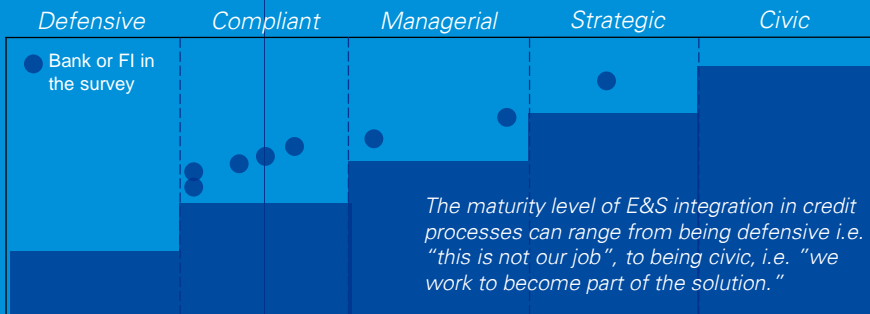 Defensive Compliant Managerial Strategic Civic
Bank or FI in
the survey
The maturity level of E&S integration in credit
processes can range from being defensive i.e.
”this is not our job”, to being civic, i.e. ”we
work to become part of the solution.”